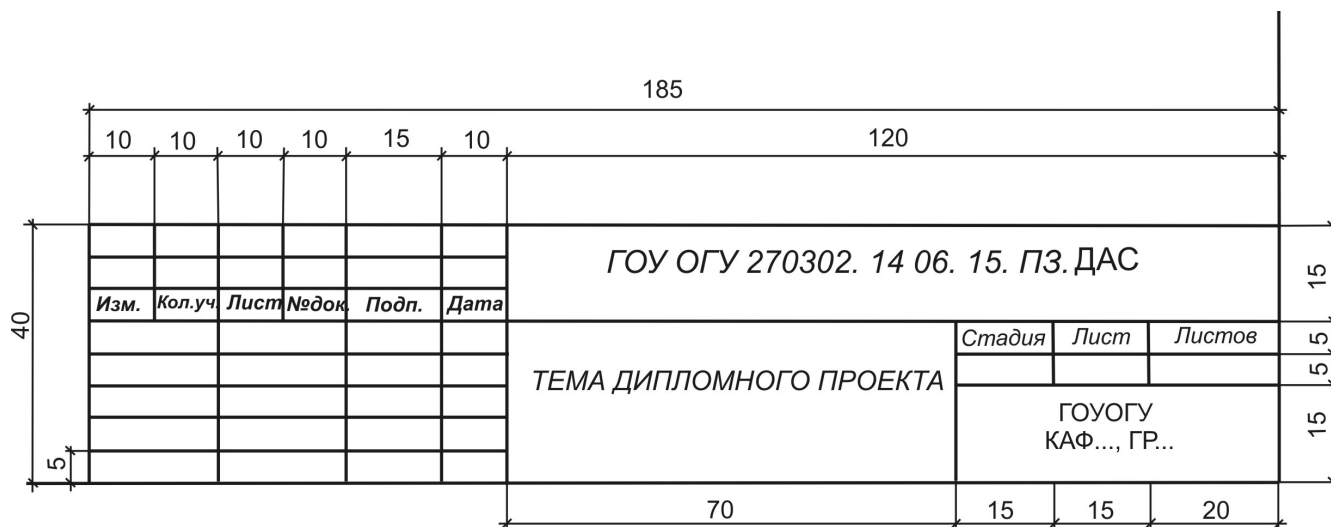 185
10 10 10 10 15 10 120
ГОУ ОГУ 270302. 14 06. 15. ПЗ. ДАС
15
Изм. Кол.уч. Лист №док. Подп. Дата
40
Стадия Лист Листов
5
ТЕМА ДИПЛОМНОГО ПРОЕКТА
5
ГОУОГУ
КАФ..., ГР...
15
5
70 15 15 20